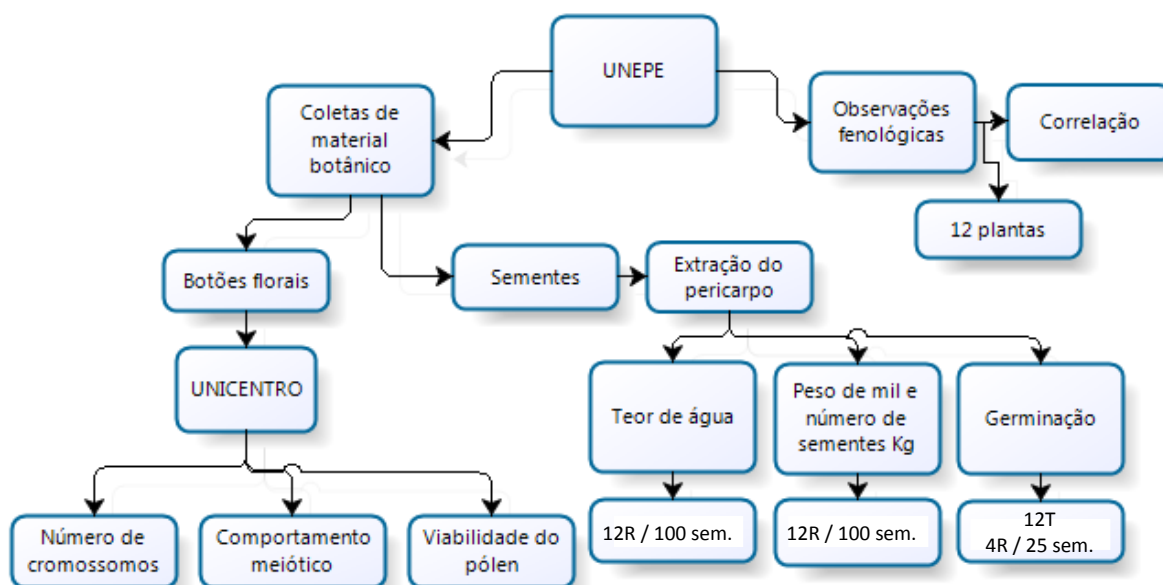 UNEPE
Coletas de
material
botânico
Observações
fenológicas
Correlação
12 plantas
Botões florais
Sementes
Extração do
pericarpo
UNICENTRO
Teor de água
Peso de mil e
número de
sementes Kg
Germinação
Número de
cromossomos
Comportamento
meiótico
Viabilidade do
pólen
12R / 100 sem.
12R / 100 sem.
12T
4R / 25 sem.